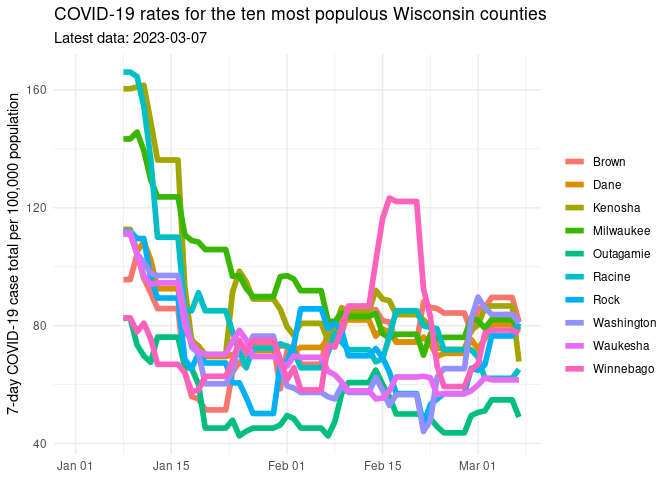 COVID-19 rates for the ten most populous Wisconsin counties
Latest data: 2023-03-07
7-day COVID-19 case total per 100,000 population
160
120
80
40
Jan 01
Jan 15
Feb 01
Feb 15
Mar 01
Brown
Dane
Kenosha
Milwaukee
Outagamie
Racine
Rock
Washington
Waukesha
Winnebago